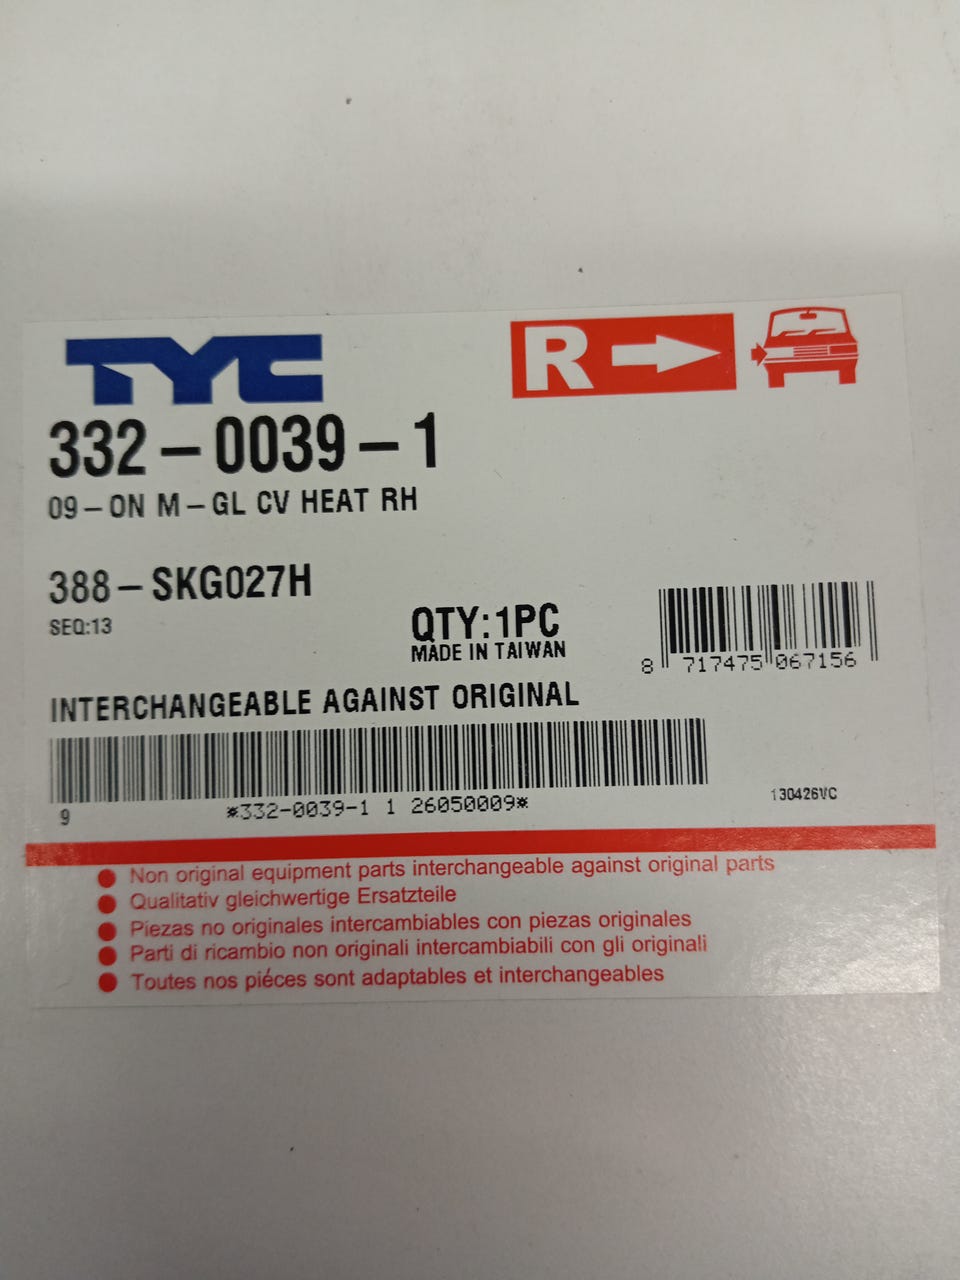 TYC
R
332-0039-1
09-ON M-GL CV HEAT RH
388-SKG027H
SEQ:13
QTY:1PC
MADE IN TAIWAN
8 717475 067156
INTERCHANGEABLE AGAINST ORIGINAL
9 *332-0039-1 1 26050009*
130426VC
Non original equipment parts interchangeable against original parts
Qualitativ gleichwertige Ersatzteile
Piezas no originales intercambiables con piezas originales
Parti di ricambio non originali intercambiabili con gli originali
Toutes nos piéces sont adaptables et interchangeables